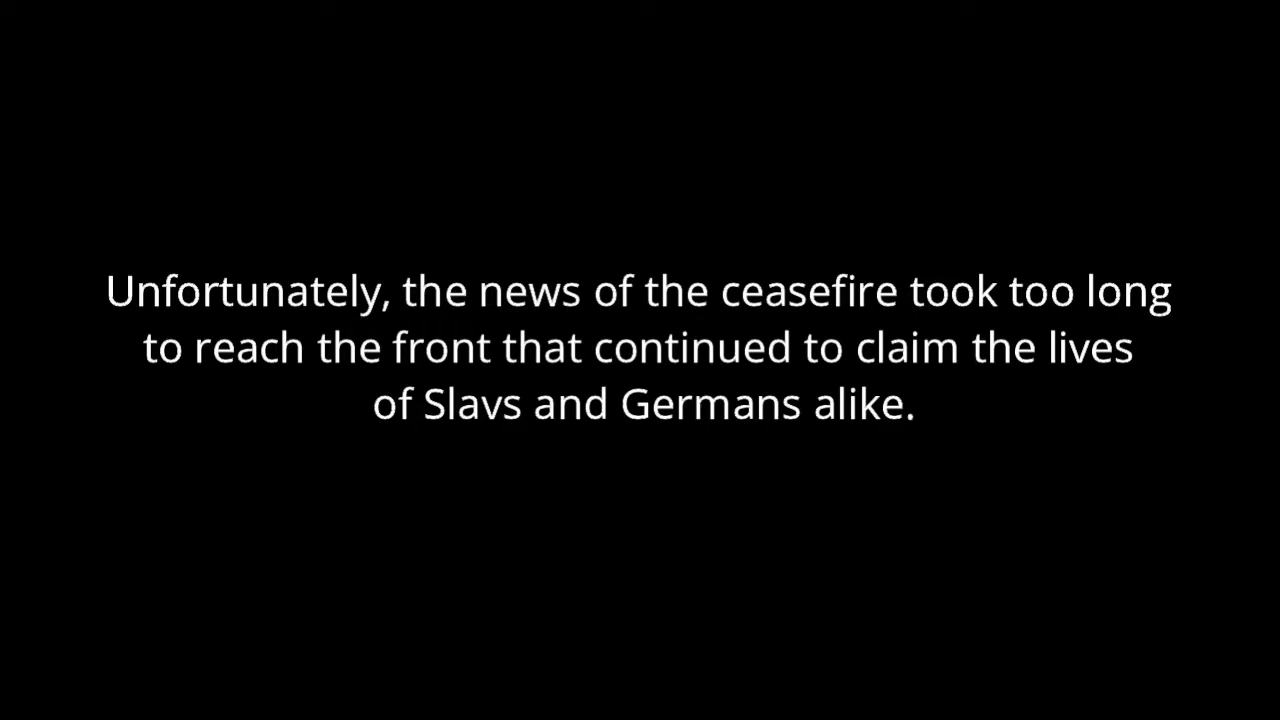 Unfortunately, the news of the ceasefire took too long
to reach the front that continued to claim the lives
of Slavs and Germans alike.